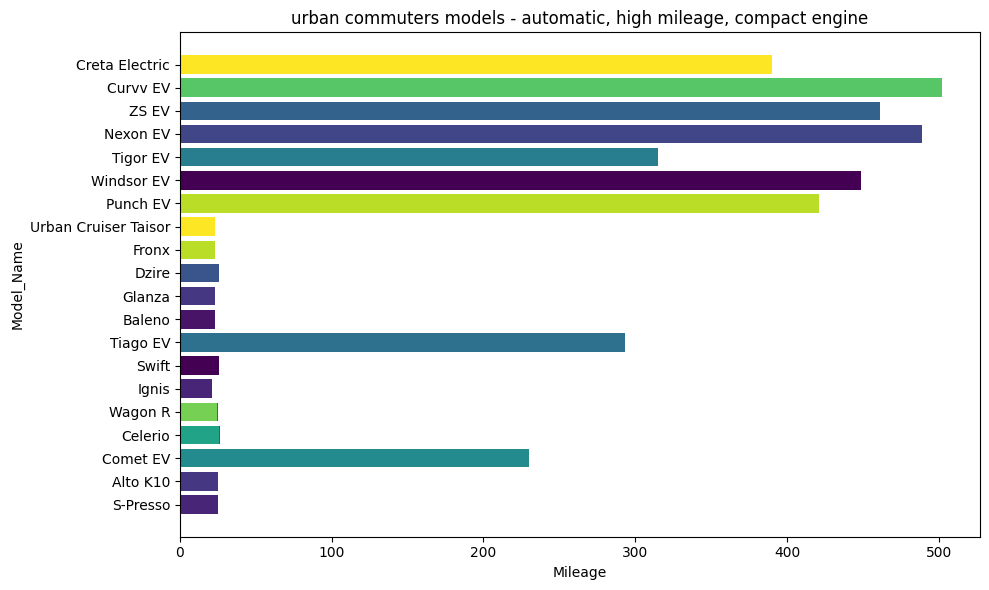 urban commuters models - automatic, high mileage, compact engine
Model_Name
Creta Electric
Curvv EV
ZS EV
Nexon EV
Tigor EV
Windsor EV
Punch EV
Urban Cruiser Taisor
Fronx
Dzire
Glanza
Baleno
Tiago EV
Swift
Ignis
Wagon R
Celerio
Comet EV
Alto K10
S-Presso
0 100 200 300 400 500
Mileage